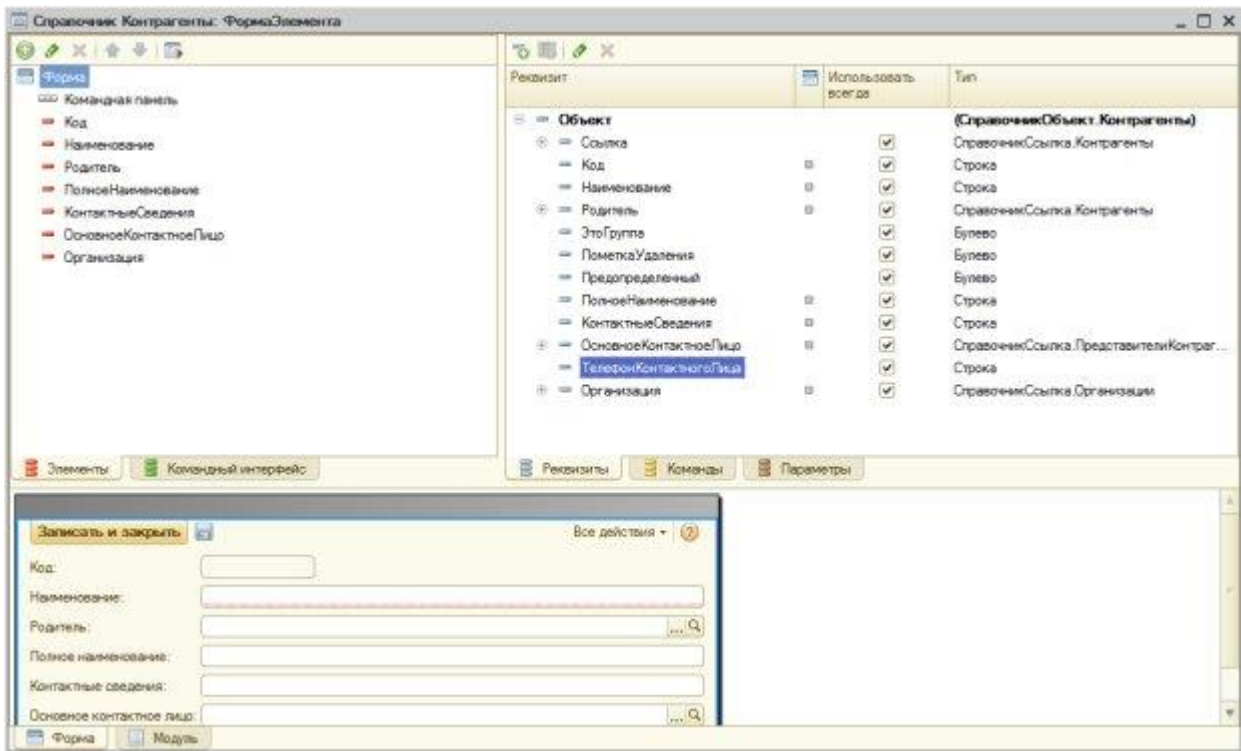 Справочник Контрагенты: ФормаЭлемента
Форма
Командная панель
Код
Наименование
Родитель
ПолноеНаименование
КонтактныеСведения
ОсновноеКонтактноеЛицо
Организация
Элементы
Командный интерфейс
Реквизит
Использовать всегда
Тип
Объект (СправочникОбъект.Контрагенты)
Ссылка СправочникСсылка.Контрагенты
Код Строка
Наименование Строка
Родитель СправочникСсылка.Контрагенты
ЭтоГруппа Булево
ПометкаУдаления Булево
Предопределенный Булево
ПолноеНаименование Строка
КонтактныеСведения Строка
ОсновноеКонтактноеЛицо СправочникСсылка.ПредставителиКонтраг...
ТелефонКонтактногоЛица Строка
Организация СправочникСсылка.Организации
Реквизиты
Команды
Параметры
Записать и закрыть
Все действия
Код:
Наименование:
Родитель:
...
Полное наименование:
Контактные сведения:
Основное контактное лицо:
...
Форма
Модуль